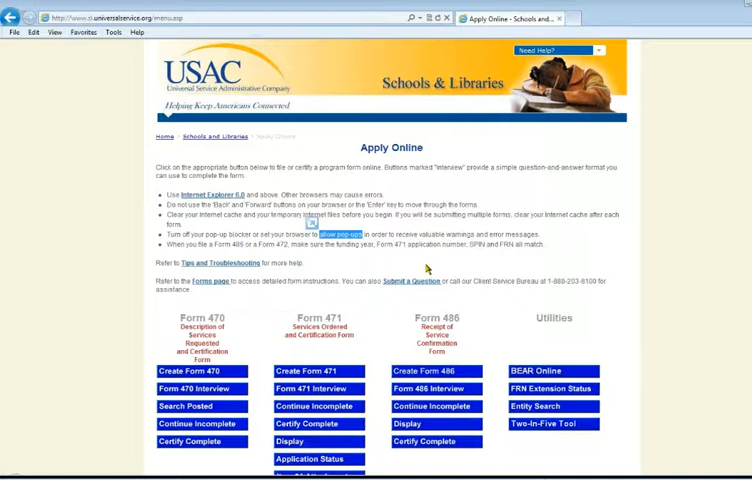 http://www.sl.universalservice.org/menu.asp
Apply Online - Schools and...
File Edit View Favorites Tools Help
Need Help?
USAC
Universal Service Administrative Company
Schools & Libraries
Helping Keep Americans Connected
Home > Schools and Libraries > Apply Online
Apply Online
Click on the appropriate button below to file or certify a program form online. Buttons marked "interview" provide a simple question-and-answer format you
can use to complete the form.
Use Internet Explorer 6.0 and above. Other browsers may cause errors.
Do not use the 'Back' and 'Forward' buttons on your browser or the 'Enter' key to move through the forms.
Clear your Internet cache and your temporary Internet files before you begin. If you will be submitting multiple forms, clear your Internet cache after each
form.
Turn off your pop-up blocker or set your browser to allow pop-ups in order to receive valuable warnings and error messages.
When you file a Form 486 or a Form 472, make sure the funding year, Form 471 application number, SPIN and FRN all match.
Refer to Tips and Troubleshooting for more help.
Refer to the Forms page to access detailed form instructions. You can also Submit a Question or call our Client Service Bureau at 1-888-203-8100 for
assistance.
Form 470
Description of
Services
Requested
and Certification
Form
Create Form 470
Form 470 Interview
Search Posted
Continue Incomplete
Certify Complete
Form 471
Services Ordered
and Certification Form
Create Form 471
Form 471 Interview
Continue Incomplete
Certify Complete
Display
Application Status
Form 486
Receipt of
Service
Confirmation
Form
Create Form 486
Form 486 Interview
Continue Incomplete
Display
Certify Complete
Utilities
BEAR Online
FRN Extension Status
Entity Search
Two-In-Five Tool